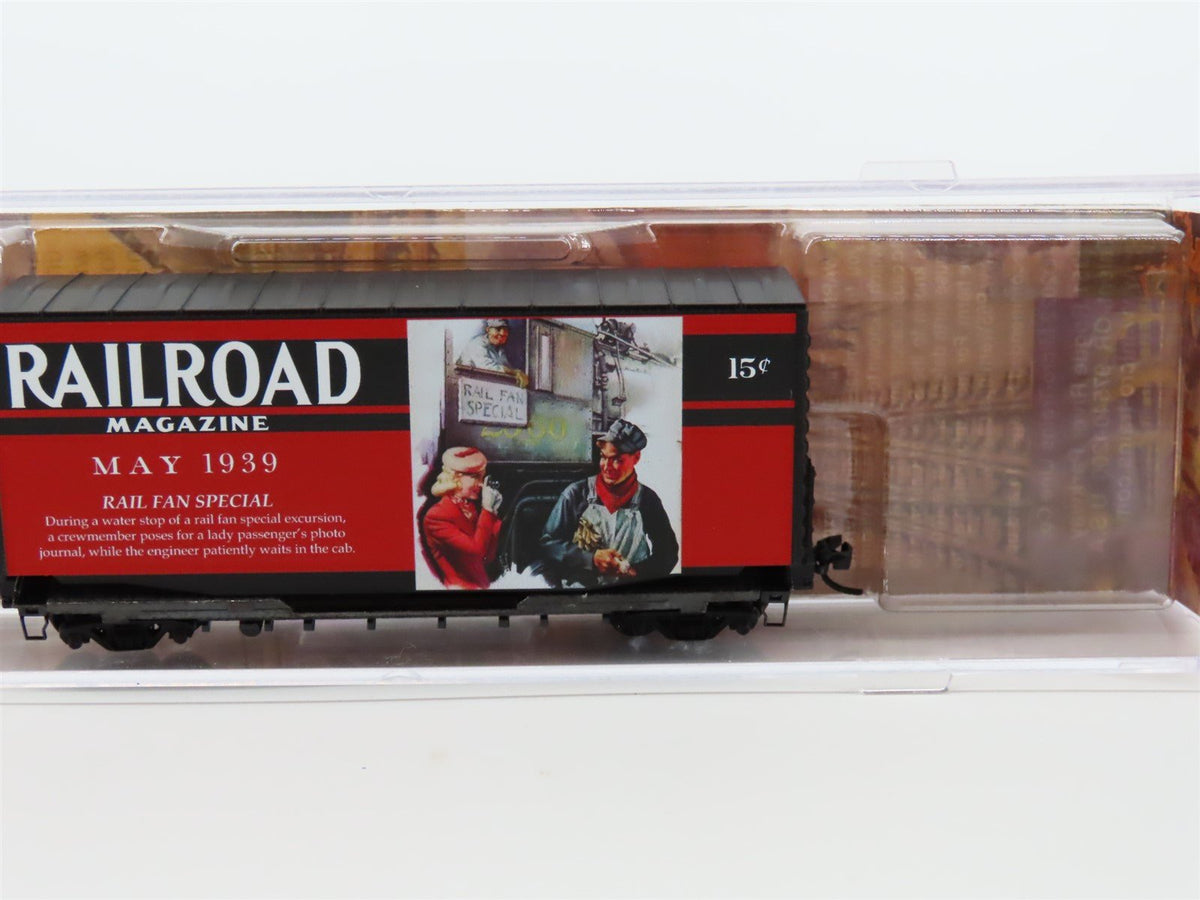 RAILROAD
MAGAZINE
15¢
MAY 1939
RAIL FAN SPECIAL
During a water stop of a rail fan special excursion,
a crewmember poses for a lady passenger's photo
journal, while the engineer patiently waits in the cab.
RAIL FAN
SPECIAL